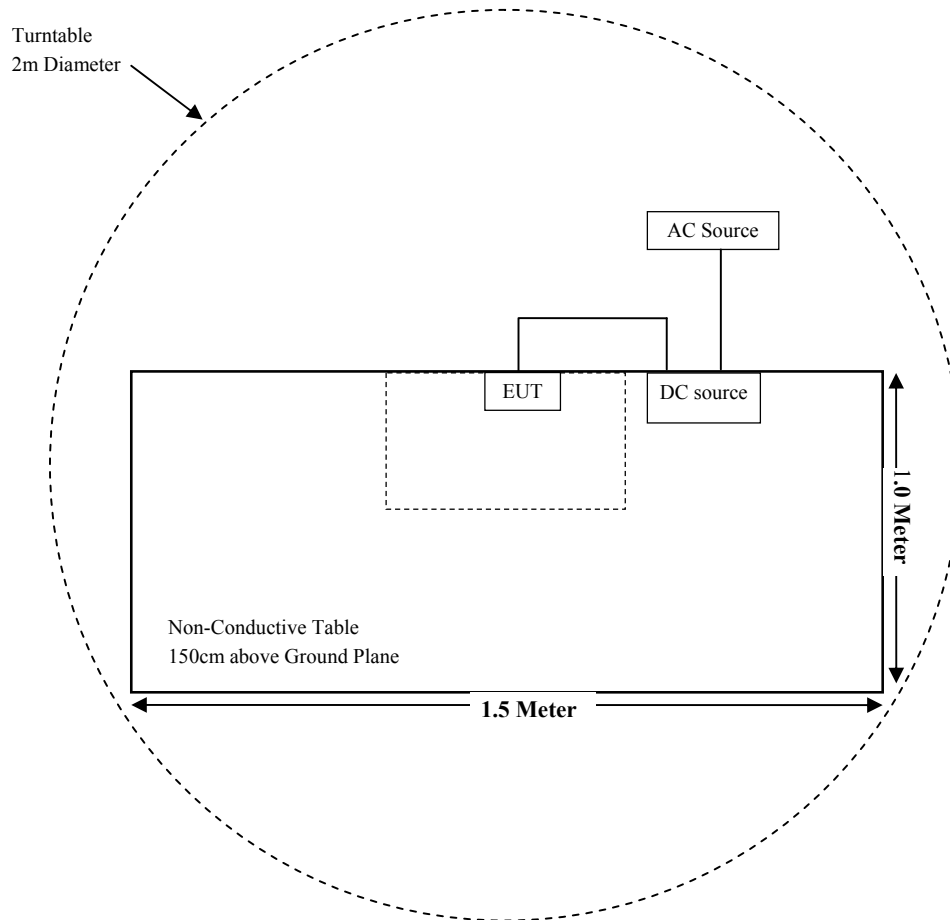 Turntable
2m Diameter
AC Source
EUT
DC source
1.0 Meter
Non-Conductive Table
150cm above Ground Plane
1.5 Meter